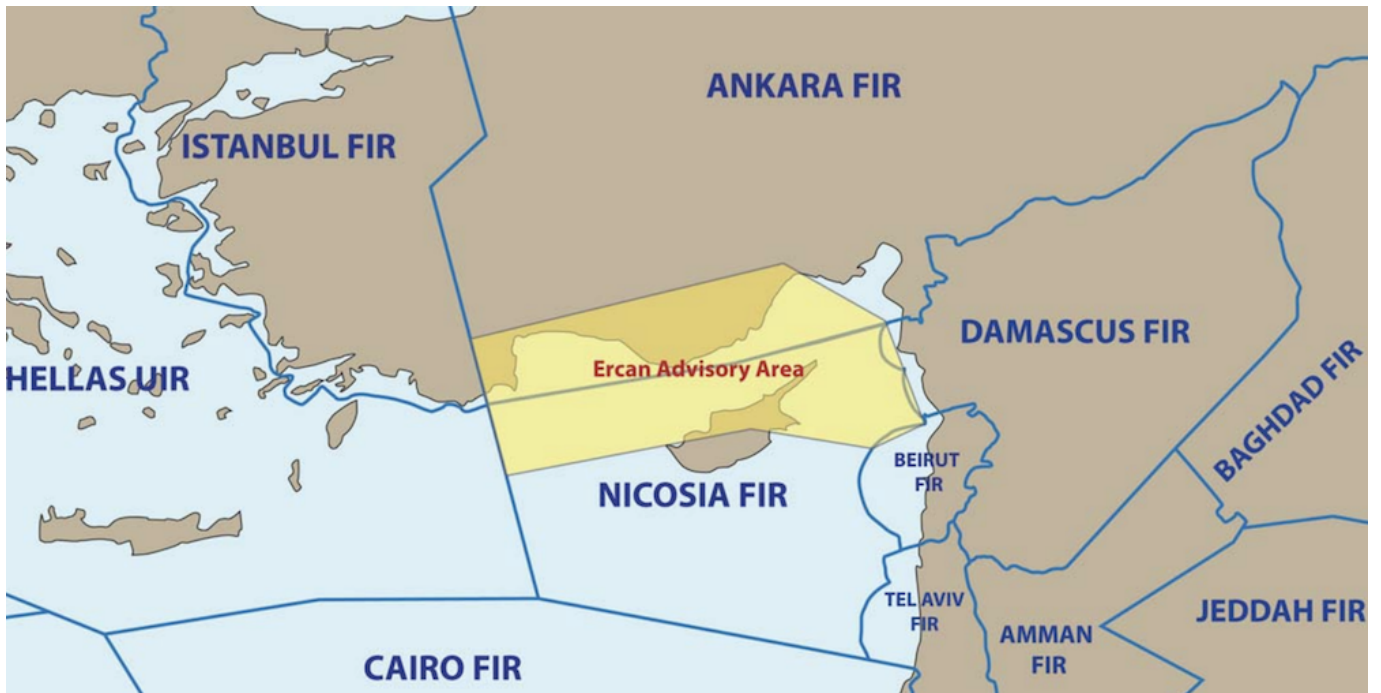 ANKARA FIR
ISTANBUL FIR
DAMASCUS FIR
Ercan Advisory Area
HELLAS UIR
BAGHDAD FIR
BEIRUT
FIR
NICOSIA FIR
TEL AVIV
FIR
JEDDAH FIR
AMMAN
FIR
CAIRO FIR